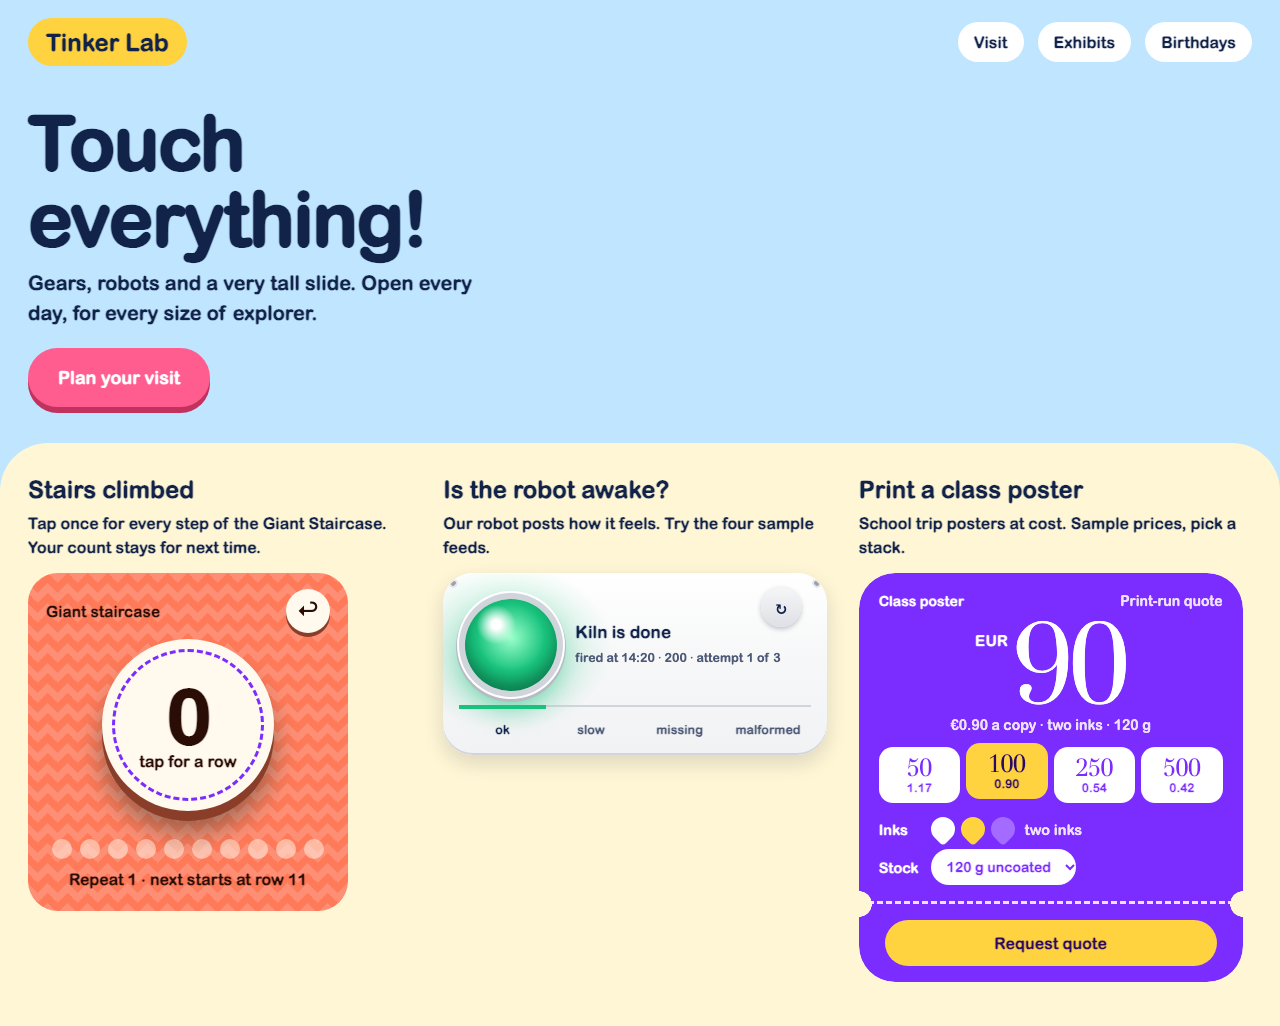 Tinker Lab
Visit
Exhibits
Birthdays
Touch
everything!
Gears, robots and a very tall slide. Open every
day, for every size of explorer.
Plan your visit
Stairs climbed
Tap once for every step of the Giant Staircase.
Your count stays for next time.
Giant staircase
0
tap for a row
Repeat 1 · next starts at row 11
Is the robot awake?
Our robot posts how it feels. Try the four sample
feeds.
Kiln is done
fired at 14:20 · 200 · attempt 1 of 3
ok
slow
missing
malformed
Print a class poster
School trip posters at cost. Sample prices, pick a
stack.
Class poster
Print-run quote
EUR 90
€0.90 a copy · two inks · 120 g
50
1.17
100
0.90
250
0.54
500
0.42
Inks
two inks
Stock
120 g uncoated
Request quote